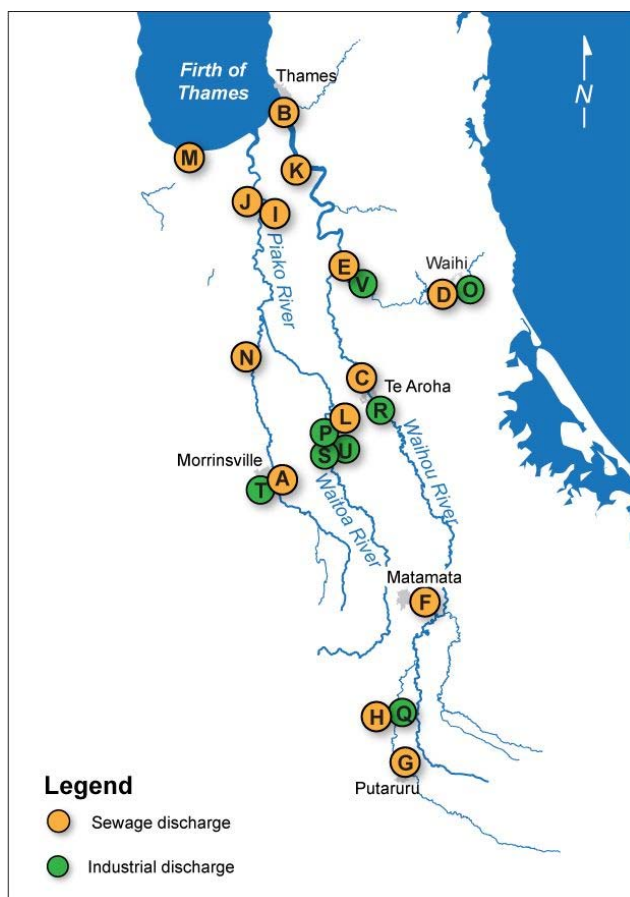 Firth of
Thames
Thames
N
B
M
K
J
I
Piako River
E
V
Waihi
D
O
N
C
Te Aroha
R
L
P
U
S
Waihou River
Morrinsville
A
T
Waitoa River
Matamata
F
H
Q
G
Putaruru
Legend
Sewage discharge
Industrial discharge